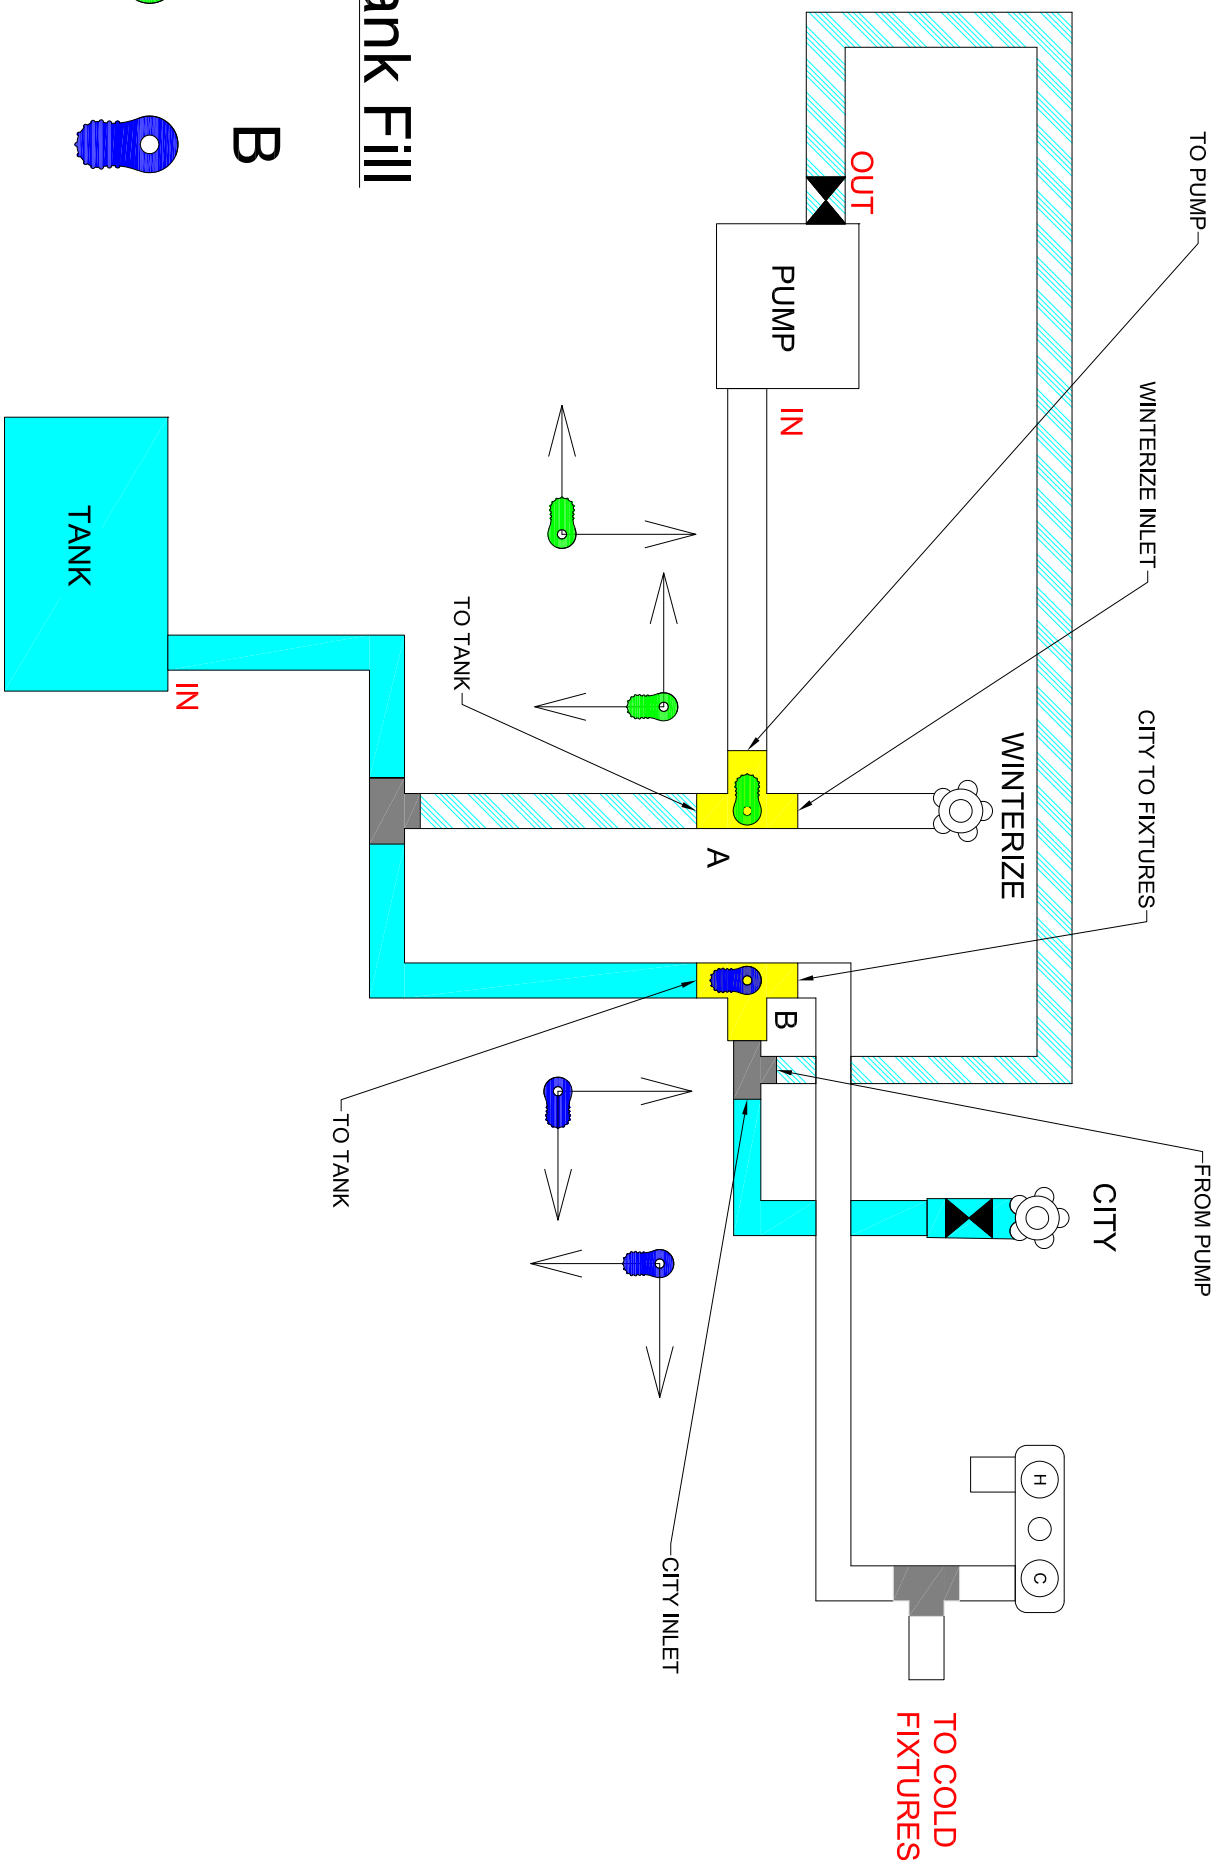 TO PUMP
WINTERIZE INLET
CITY TO FIXTURES
FROM PUMP
OUT
PUMP
IN
WINTERIZE
CITY
H
C
A
B
TO TANK
TANK
IN
TO TANK
CITY INLET
TO COLD
FIXTURES
ank Fill
B